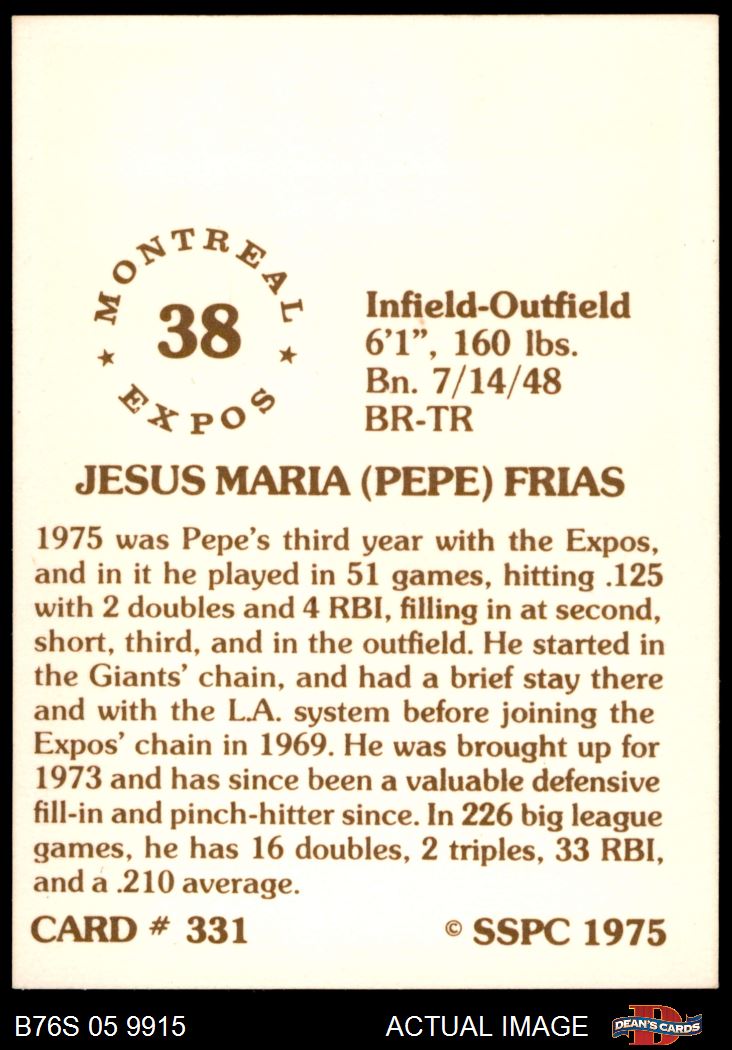 MONTREAL
38
EXPOS
Infield-Outfield
6'1”, 160 lbs.
Bn. 7/14/48
BR-TR
JESUS MARIA (PEPE) FRIAS
1975 was Pepe's third year with the Expos,
and in it he played in 51 games, hitting .125
with 2 doubles and 4 RBI, filling in at second,
short, third, and in the outfield. He started in
the Giants' chain, and had a brief stay there
and with the L.A. system before joining the
Expos' chain in 1969. He was brought up for
1973 and has since been a valuable defensive
fill-in and pinch-hitter since. In 226 big league
games, he has 16 doubles, 2 triples, 33 RBI,
and a .210 average.
CARD # 331 © SSPC 1975
B76S 05 9915 ACTUAL IMAGE D DEAN'S CARDS